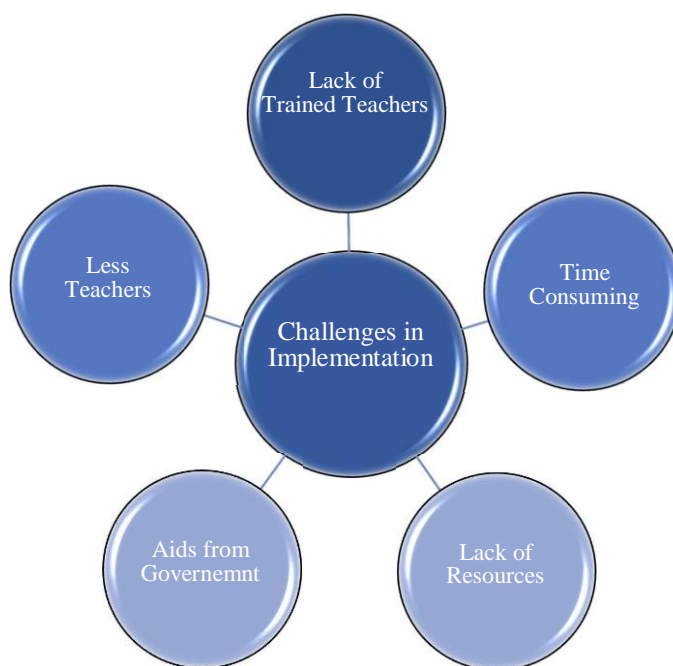 Lack of
Trained Teachers
Less
Teachers
Time
Consuming
Challenges in
Implementation
Aids from
Governemnt
Lack of
Resources